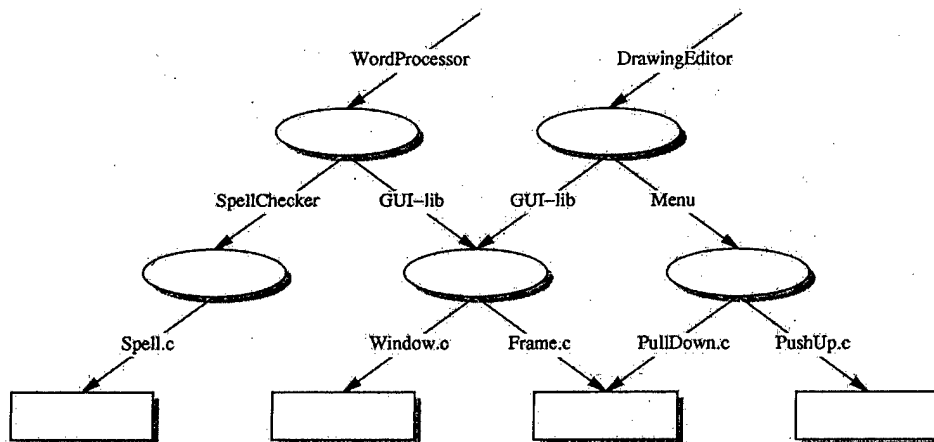 WordProcessor DrawingEditor
SpellChecker GUI-lib GUI-lib Menu
Spell.c Window.c Frame.c PullDown.c PushUp.c